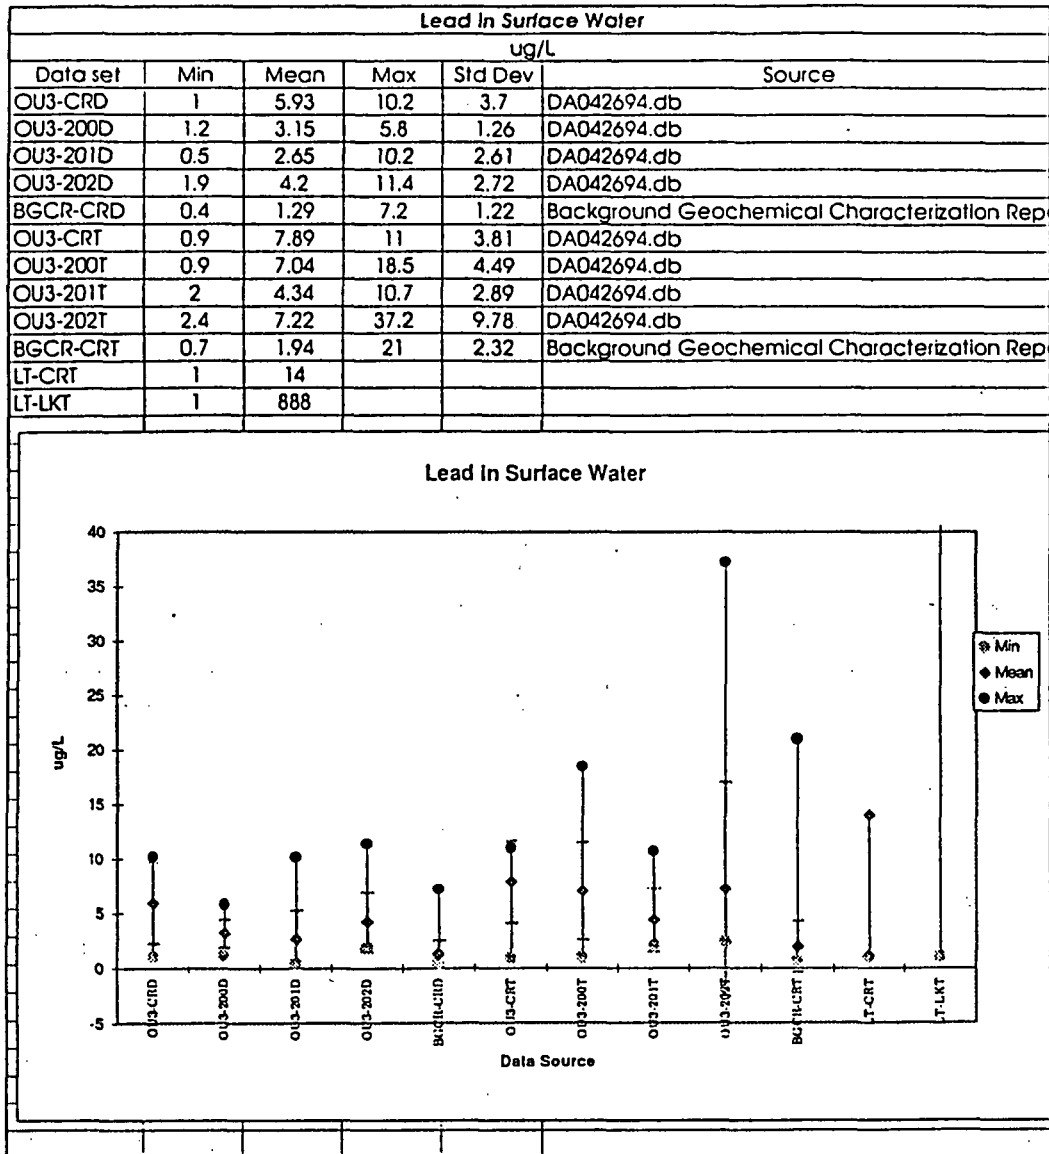 Lead In Surface Water
ug/L
Data set Min Mean Max Std Dev Source
OU3-CRD 1 5.93 10.2 3.7 DA042694.db
OU3-200D 1.2 3.15 5.8 1.26 DA042694.db
OU3-201D 0.5 2.65 10.2 2.61 DA042694.db
OU3-202D 1.9 4.2 11.4 2.72 DA042694.db
BGCR-CRD 0.4 1.29 7.2 1.22 Background Geochemical Characterization Rep
OU3-CRT 0.9 7.89 11 3.81 DA042694.db
OU3-200T 0.9 7.04 18.5 4.49 DA042694.db
OU3-201T 2 4.34 10.7 2.89 DA042694.db
OU3-202T 2.4 7.22 37.2 9.78 DA042694.db
BGCR-CRT 0.7 1.94 21 2.32 Background Geochemical Characterization Rep
LT-CRT 1 14
LT-LKT 1 888
Lead In Surface Water
40
35
30
25
20
15
10
5
0
-5
ug/L
Min
Mean
Max
OU3-CRD
OU3-200D
OU3-201D
OU3-202D
BGCR-CRD
OU3-CRT
OU3-200T
OU3-201T
OU3-202T
BGCR-CRT
LT-CRT
LT-LKT
Data Source